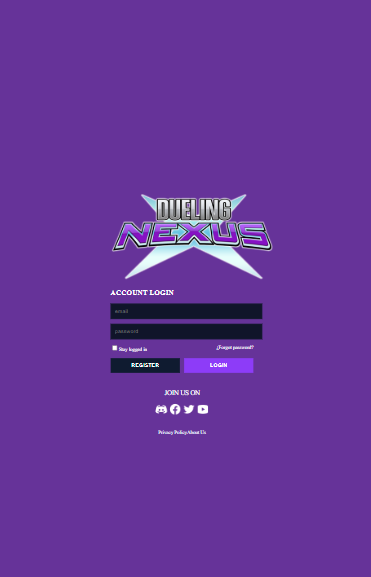 DUELING
NEXUS
ACCOUNT LOGIN
email
password
Stay logged in
¿Forgot password?
REGISTER
LOGIN
JOIN US ON
Privacy PolicyAbout Us